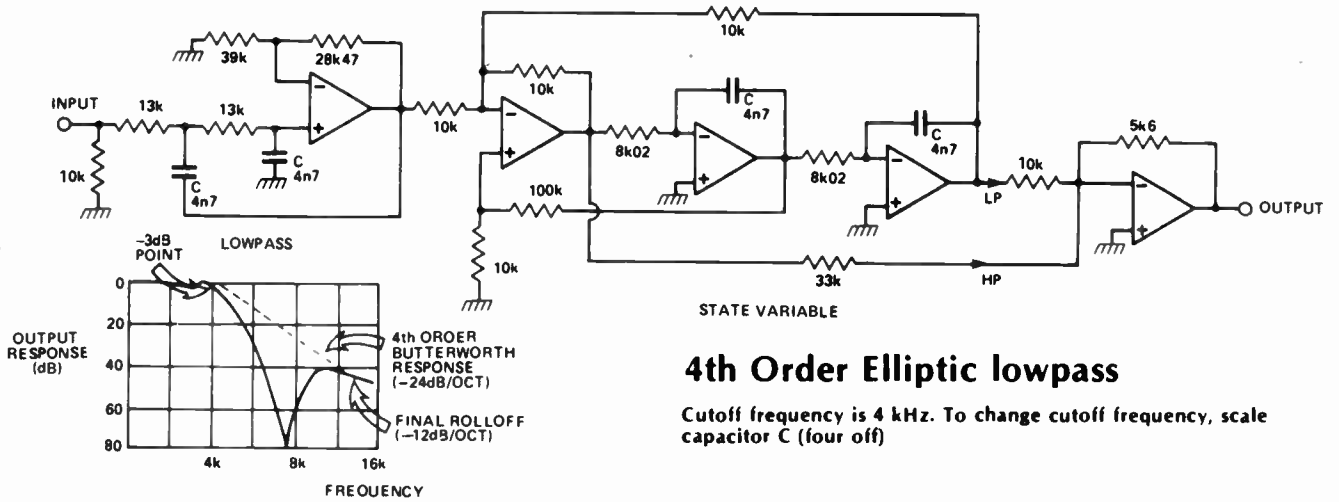 10k
39k
28k47
INPUT
13k
13k
10k
C
4n7
C
4n7
LOWPASS
10k
10k
8k02
C
4n7
8k02
C
4n7
100k
10k
LP
10k
5k6
OUTPUT
33k
HP
STATE VARIABLE
−3dB
POINT
OUTPUT
RESPONSE
(dB)
0
20
40
60
80
4k
8k
16k
FREQUENCY
4th ORDER
BUTTERWORTH
RESPONSE
(−24dB/OCT)
FINAL ROLLOFF
(−12dB/OCT)
4th Order Elliptic lowpass
Cutoff frequency is 4 kHz. To change cutoff frequency, scale
capacitor C (four off)